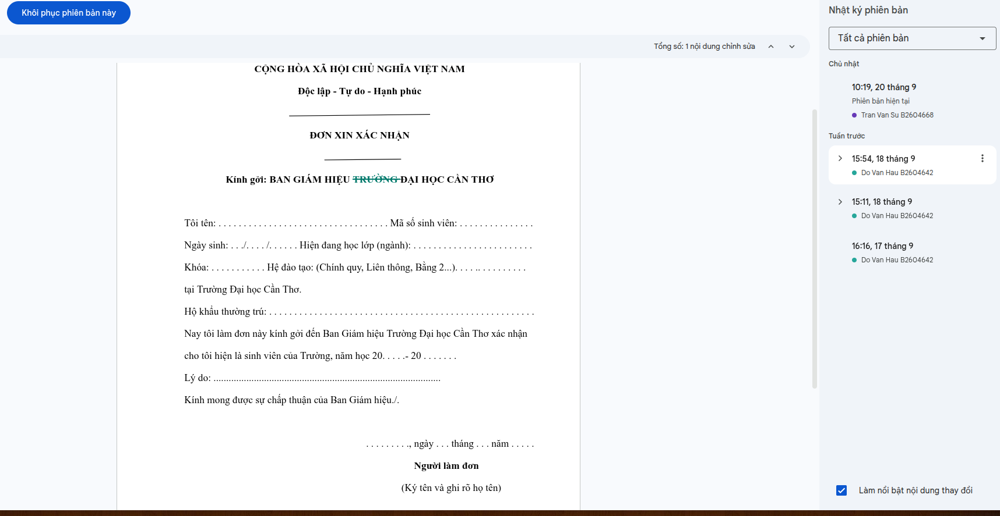 Khôi phục phiên bản này
Tổng số: 1 nội dung chỉnh sửa
CỘNG HÒA XÃ HỘI CHỦ NGHĨA VIỆT NAM
Độc lập - Tự do - Hạnh phúc
ĐƠN XIN XÁC NHẬN
Kính gởi: BAN GIÁM HIỆU TRƯỜNG ĐẠI HỌC CẦN THƠ
Tôi tên: . . . . . . . . . . . . . . . . . . . . . . . . . . . . . . . . . . Mã số sinh viên: . . . . . . . . . . . . . . .
Ngày sinh: . . ./. . . . /. . . . . . Hiện đang học lớp (ngành): . . . . . . . . . . . . . . . . . . . . . . . .
Khóa: . . . . . . . . . . . Hệ đào tạo: (Chính quy, Liên thông, Bằng 2...). . . . .. . . . . . . . . .
tại Trường Đại học Cần Thơ.
Hộ khẩu thường trú: . . . . . . . . . . . . . . . . . . . . . . . . . . . . . . . . . . . . . . . . . . . . . . . . . . . . .
Nay tôi làm đơn này kính gởi đến Ban Giám hiệu Trường Đại học Cần Thơ xác nhận
cho tôi hiện là sinh viên của Trường, năm học 20. . . . .- 20 . . . . . . .
Lý do: ..........................................................................................
Kính mong được sự chấp thuận của Ban Giám hiệu./.
. . . . . . . . ., ngày . . . tháng . . . năm . . . . .
Người làm đơn
(Ký tên và ghi rõ họ tên)
Nhật ký phiên bản
Tất cả phiên bản
Chủ nhật
10:19, 20 tháng 9
Phiên bản hiện tại
Tran Van Su B2604668
Tuần trước
15:54, 18 tháng 9
Do Van Hau B2604642
15:11, 18 tháng 9
Do Van Hau B2604642
16:16, 17 tháng 9
Do Van Hau B2604642
Làm nổi bật nội dung thay đổi